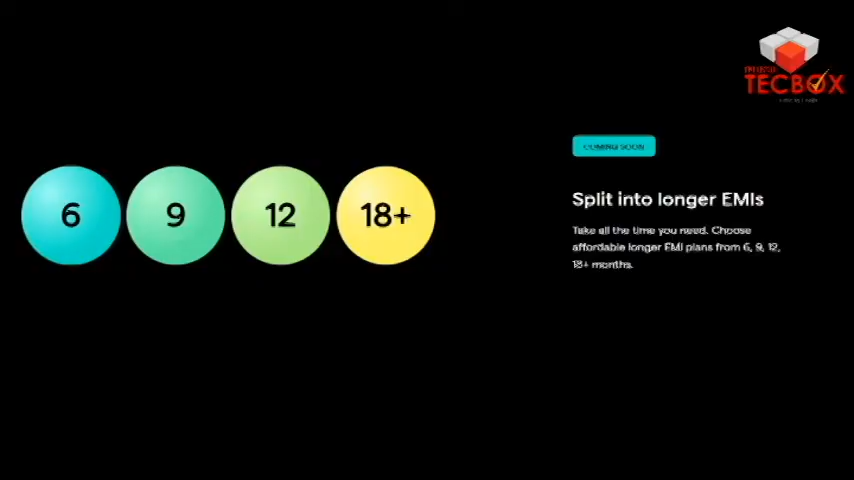 TECBOX
COMING SOON
6 9 12 18+
Split into longer EMIs
Take all the time you need. Choose
affordable longer EMI plans from 6, 9, 12,
18+ months.